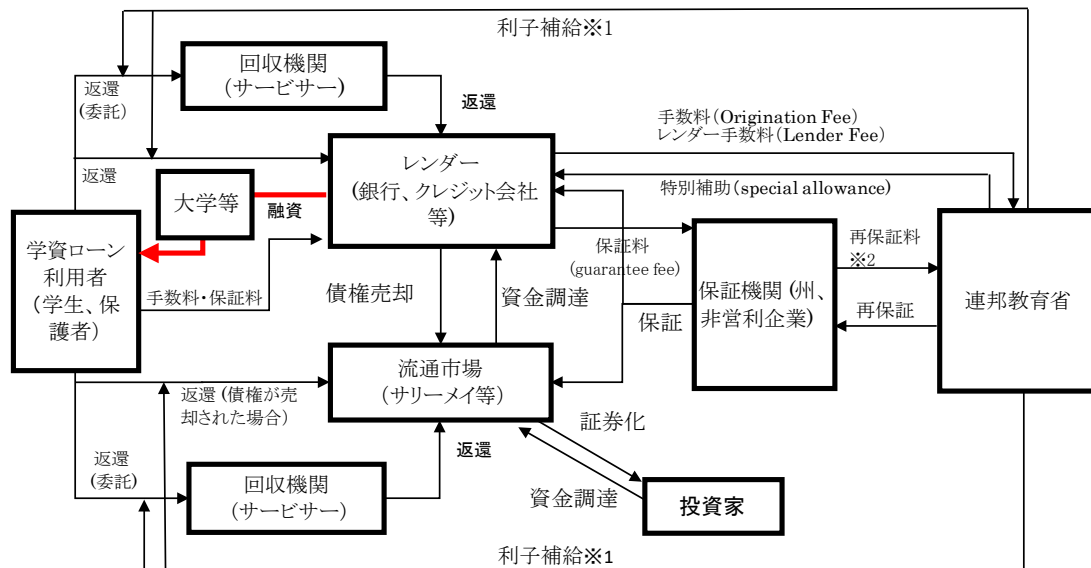 利子補給※1
回収機関
（サービサー）
返還
(委託)
返還
手数料（Origination Fee）
レンダー手数料（Lender Fee）
レンダー
（銀行、クレジット会社
等）
特別補助（special allowance）
返還
大学等
融資
学資ローン
利用者
（学生、保
護者）
保証料
(guarantee fee)
再保証料
※2
保証機関（州、
非営利企業）
連邦教育省
手数料・保証料
債権売却
資金調達
保証
再保証
流通市場
（サリーメイ等）
返還（債権が売
却された場合）
証券化
返還
(委託)
返還
回収機関
（サービサー）
資金調達
投資家
利子補給※1